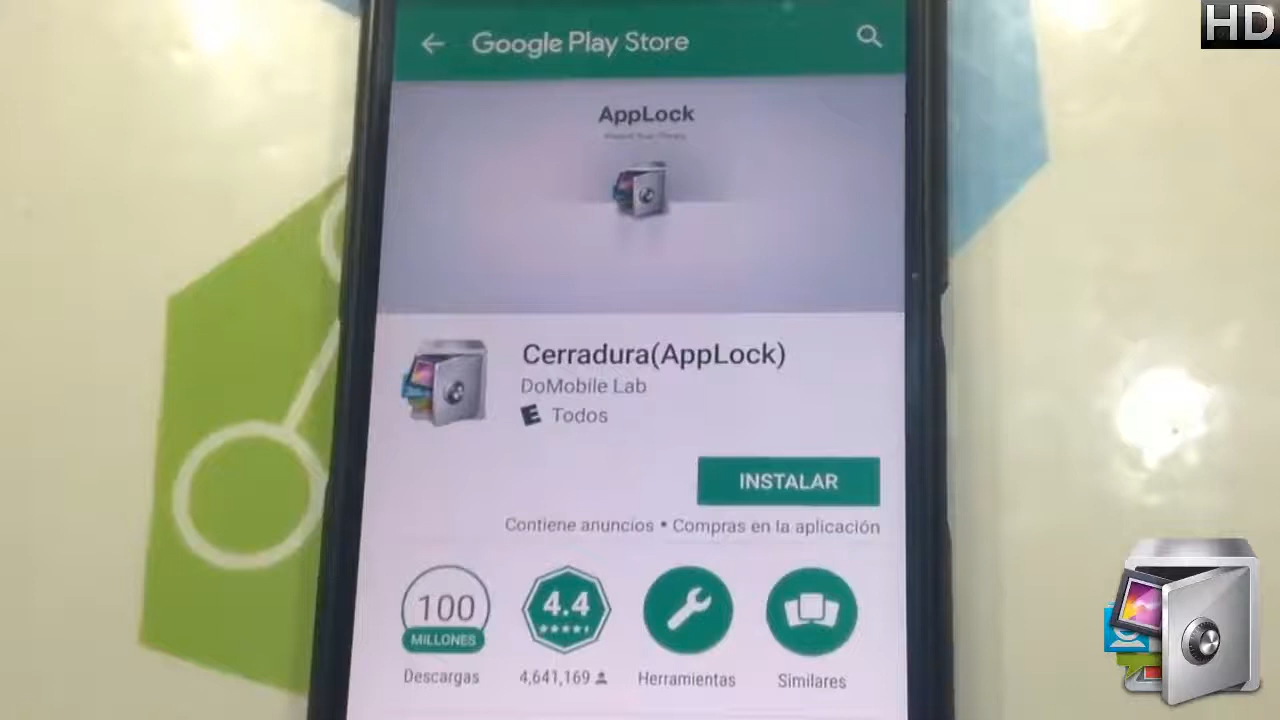 HD
Google Play Store
AppLock
Cerradura(AppLock)
DoMobile Lab
E Todos
INSTALAR
Contiene anuncios • Compras en la aplicación
100
MILLONES
4.4
Descargas
4,641,169
Herramientas
Similares